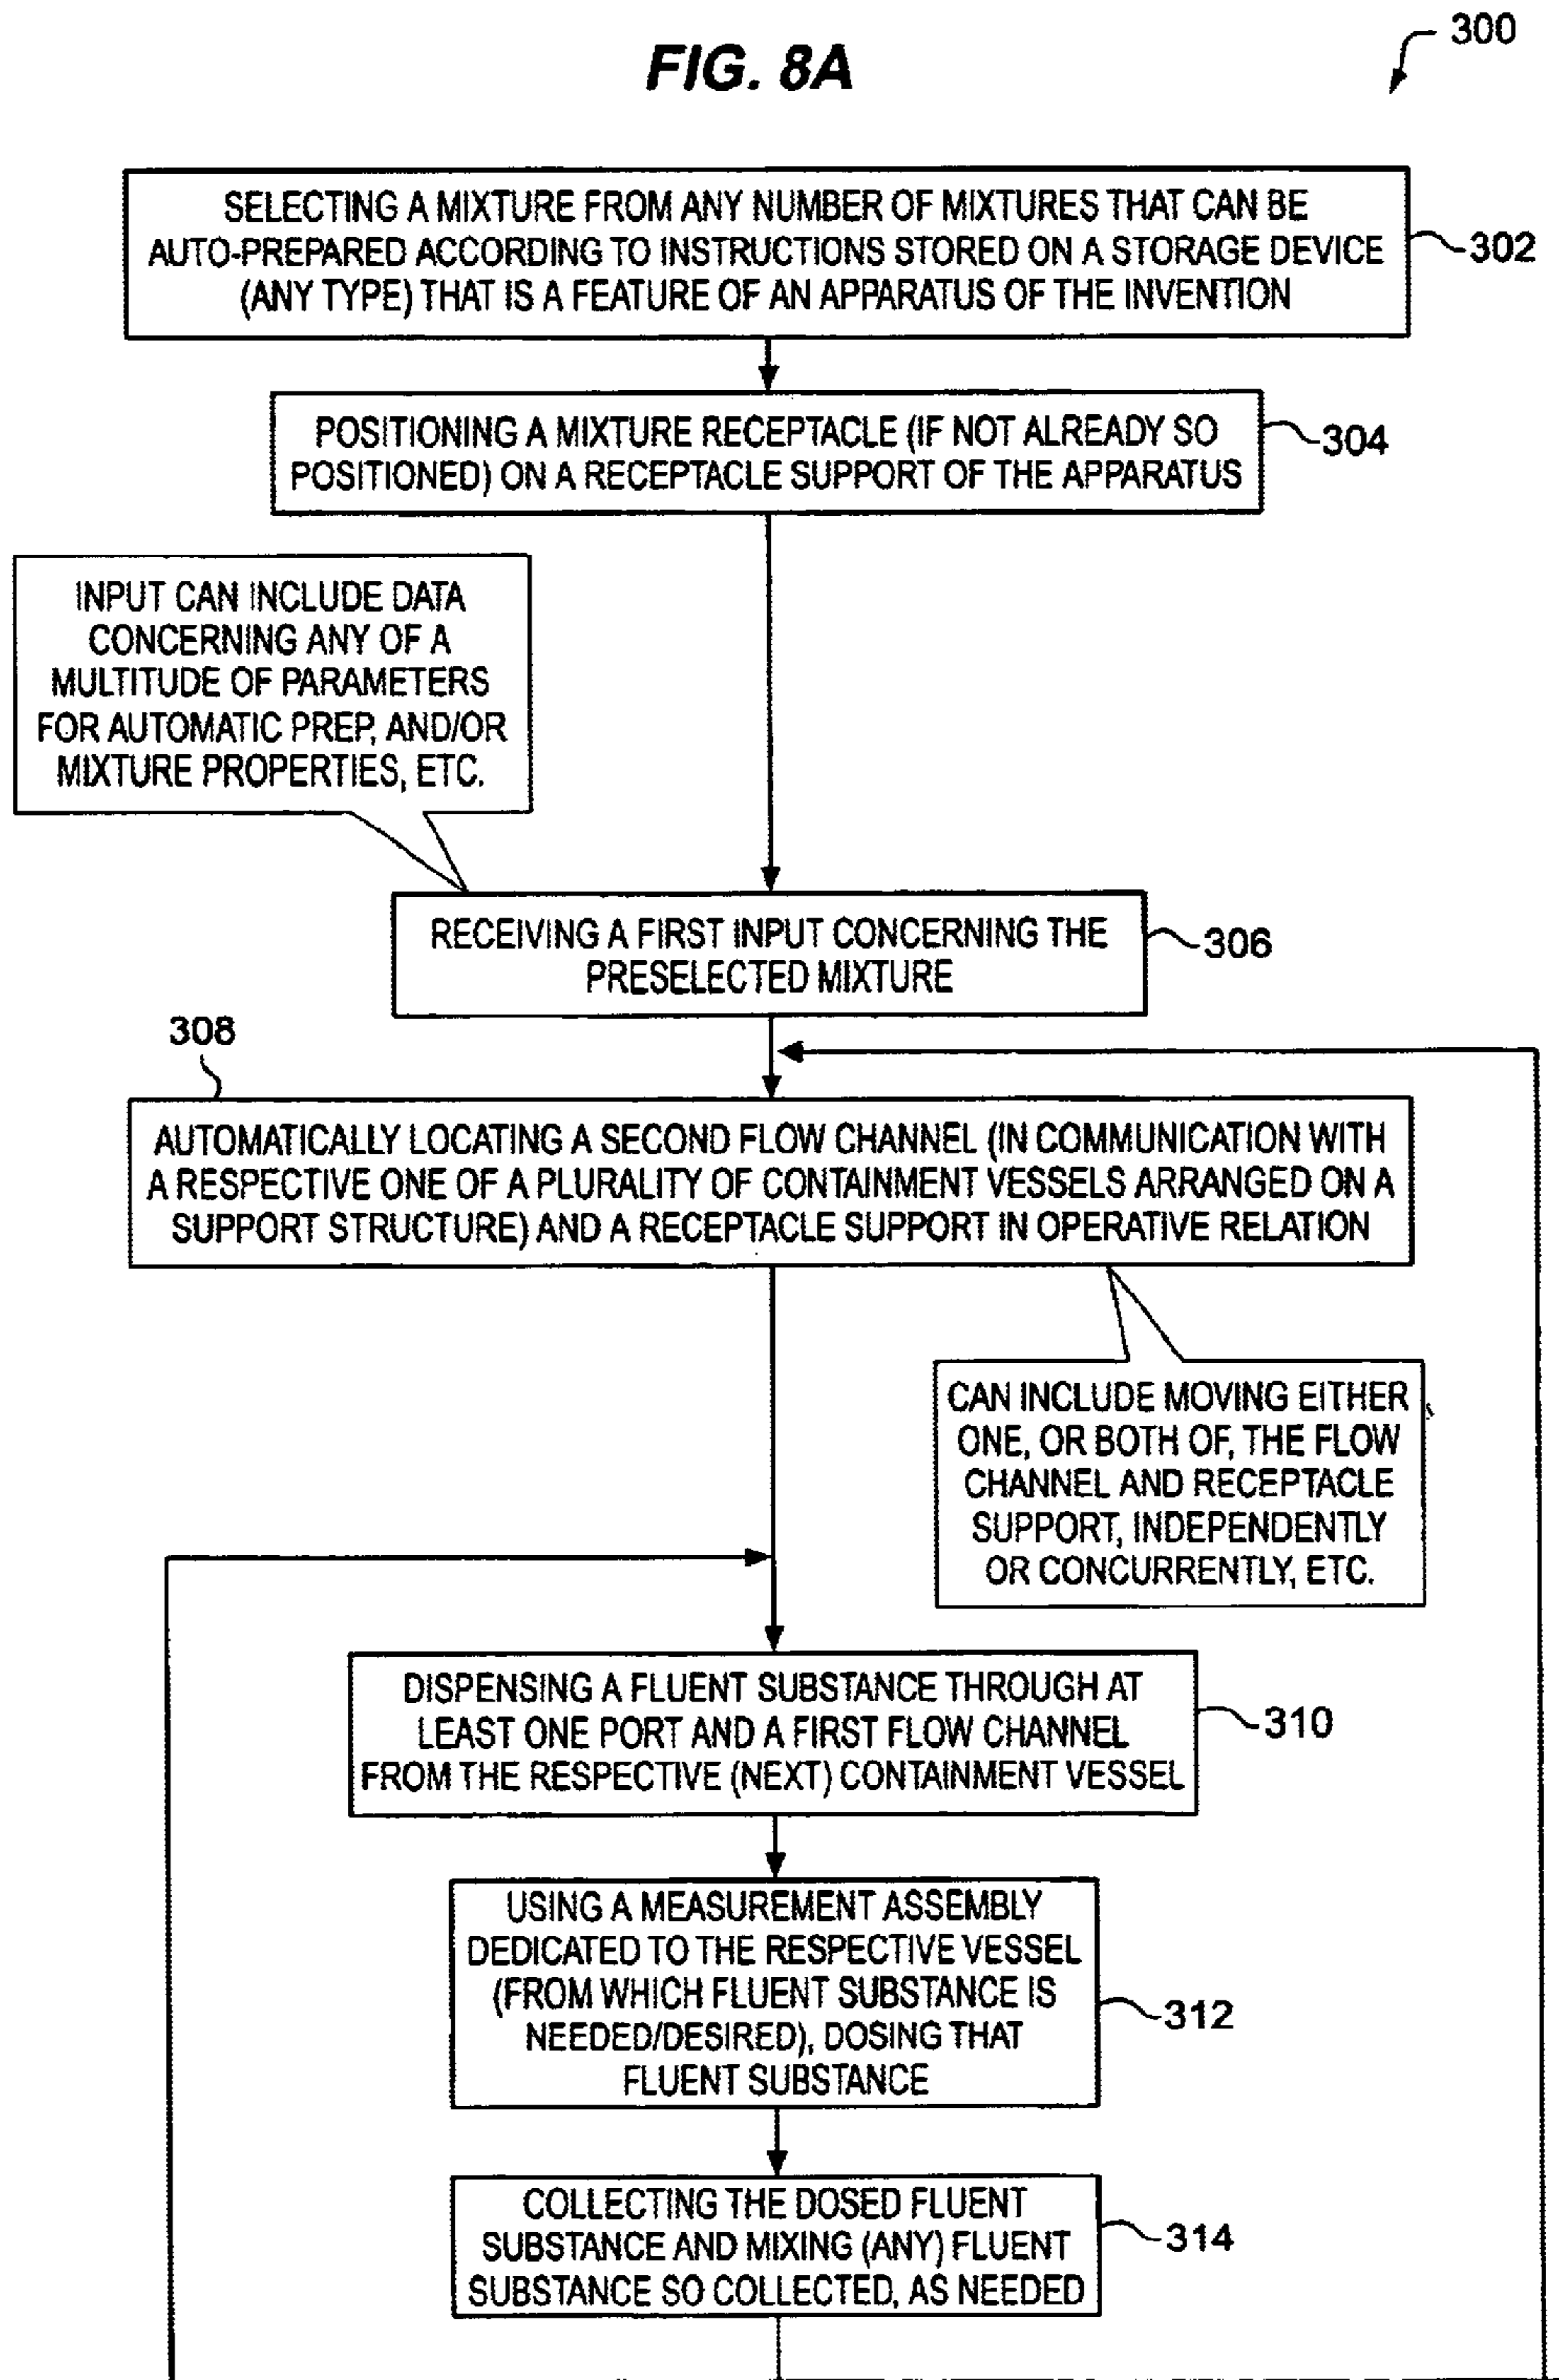 FIG. 8A
300
SELECTING A MIXTURE FROM ANY NUMBER OF MIXTURES THAT CAN BE
AUTO-PREPARED ACCORDING TO INSTRUCTIONS STORED ON A STORAGE DEVICE
(ANY TYPE) THAT IS A FEATURE OF AN APPARATUS OF THE INVENTION
302
POSITIONING A MIXTURE RECEPTACLE (IF NOT ALREADY SO
POSITIONED) ON A RECEPTACLE SUPPORT OF THE APPARATUS
304
INPUT CAN INCLUDE DATA
CONCERNING ANY OF A
MULTITUDE OF PARAMETERS
FOR AUTOMATIC PREP, AND/OR
MIXTURE PROPERTIES, ETC.
RECEIVING A FIRST INPUT CONCERNING THE
PRESELECTED MIXTURE
306
308
AUTOMATICALLY LOCATING A SECOND FLOW CHANNEL (IN COMMUNICATION WITH
A RESPECTIVE ONE OF A PLURALITY OF CONTAINMENT VESSELS ARRANGED ON A
SUPPORT STRUCTURE) AND A RECEPTACLE SUPPORT IN OPERATIVE RELATION
CAN INCLUDE MOVING EITHER
ONE, OR BOTH OF, THE FLOW
CHANNEL AND RECEPTACLE
SUPPORT, INDEPENDENTLY
OR CONCURRENTLY, ETC.
DISPENSING A FLUENT SUBSTANCE THROUGH AT
LEAST ONE PORT AND A FIRST FLOW CHANNEL
FROM THE RESPECTIVE (NEXT) CONTAINMENT VESSEL
310
USING A MEASUREMENT ASSEMBLY
DEDICATED TO THE RESPECTIVE VESSEL
(FROM WHICH FLUENT SUBSTANCE IS
NEEDED/DESIRED), DOSING THAT
FLUENT SUBSTANCE
312
COLLECTING THE DOSED FLUENT
SUBSTANCE AND MIXING (ANY) FLUENT
SUBSTANCE SO COLLECTED, AS NEEDED
314